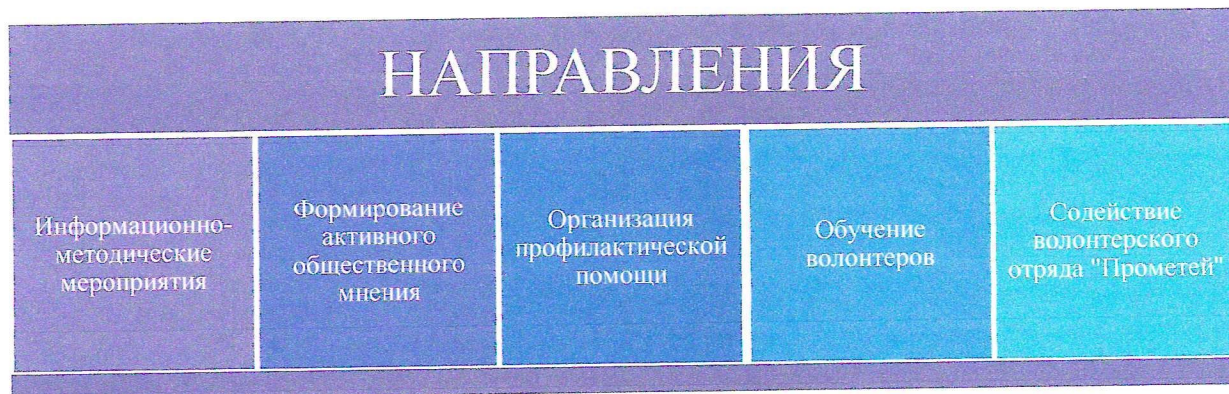 НАПРАВЛЕНИЯ
Информационно-
методические
мероприятия
Формирование
активного
общественного
мнения
Организация
профилактической
помощи
Обучение
волонтеров
Содействие
волонтерского
отряда "Прометей"